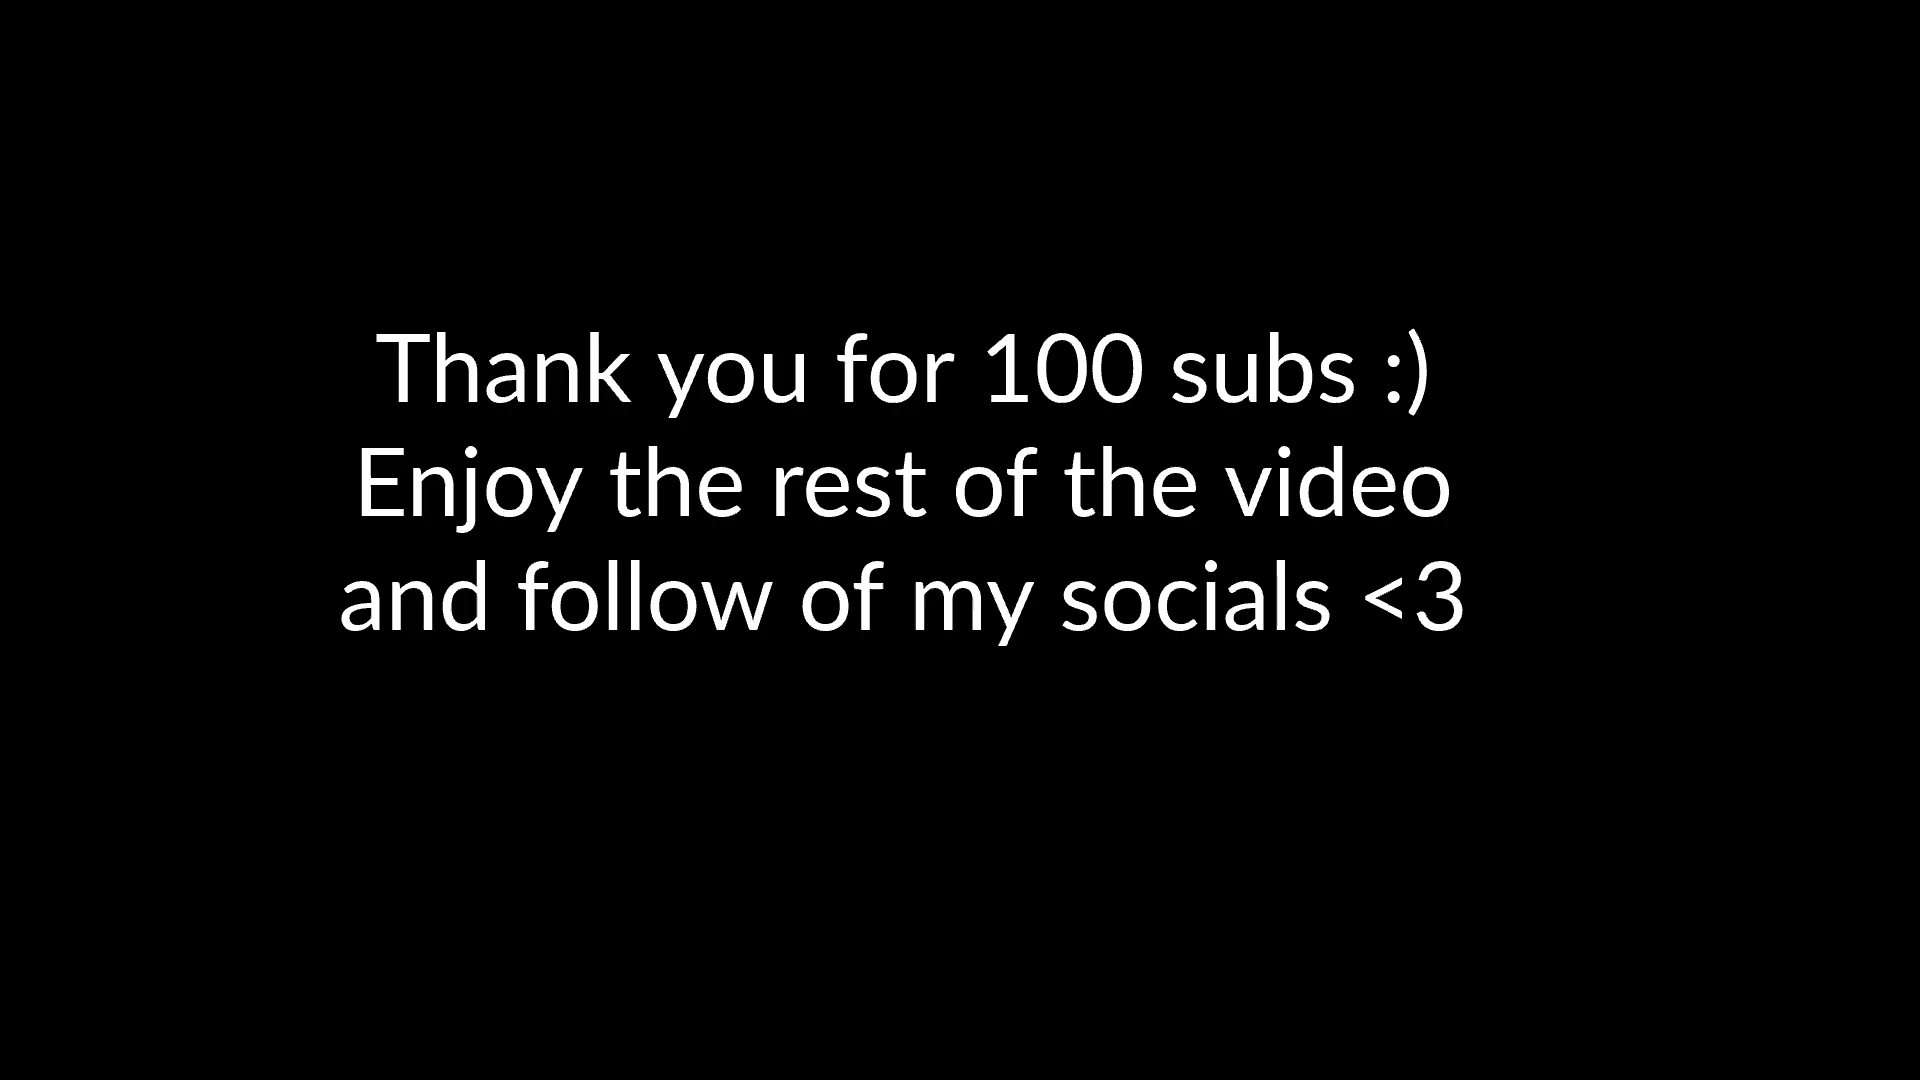 Thank you for 100 subs :)
Enjoy the rest of the video
and follow of my socials <3